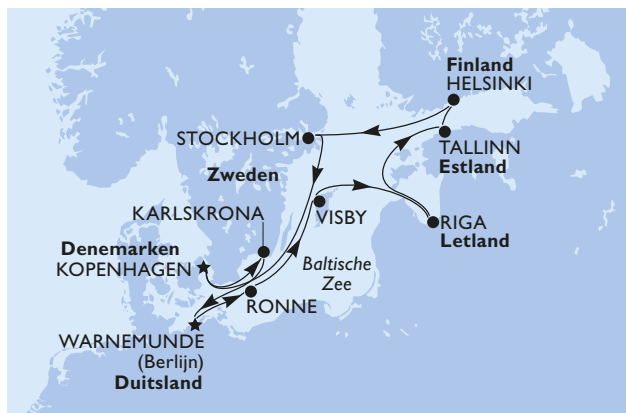 Finland
HELSINKI
STOCKHOLM
TALLINN
Estland
Zweden
KARLSKRONA
VISBY
RIGA
Letland
Denemarken
KOPENHAGEN
Baltische
Zee
RONNE
WARNEMUNDE
(Berlijn)
Duitsland